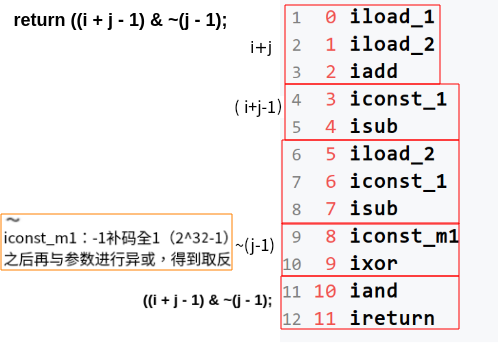 return ((i + j - 1) & ~(j - 1);
1 0 iload_1
i+j 2 1 iload_2
3 2 iadd
( i+j-1) 4 3 iconst_1
5 4 isub
6 5 iload_2
7 6 iconst_1
8 7 isub
~
iconst_m1：-1补码全1（2^32-1）
之后再与参数进行异或，得到取反
~(j-1) 9 8 iconst_m1
10 9 ixor
((i + j - 1) & ~(j - 1); 11 10 iand
12 11 ireturn